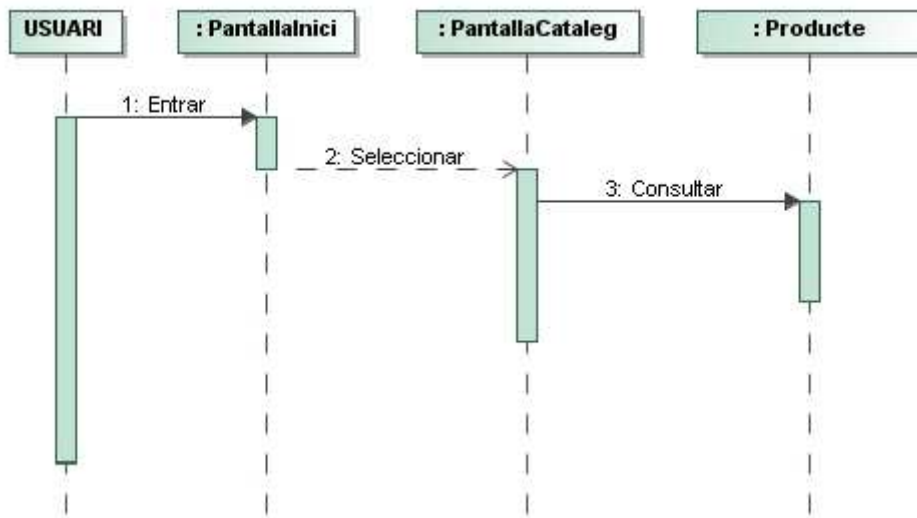 USUARI
: PantallaInici
: PantallaCataleg
: Producte
1: Entrar
2: Seleccionar
3: Consultar